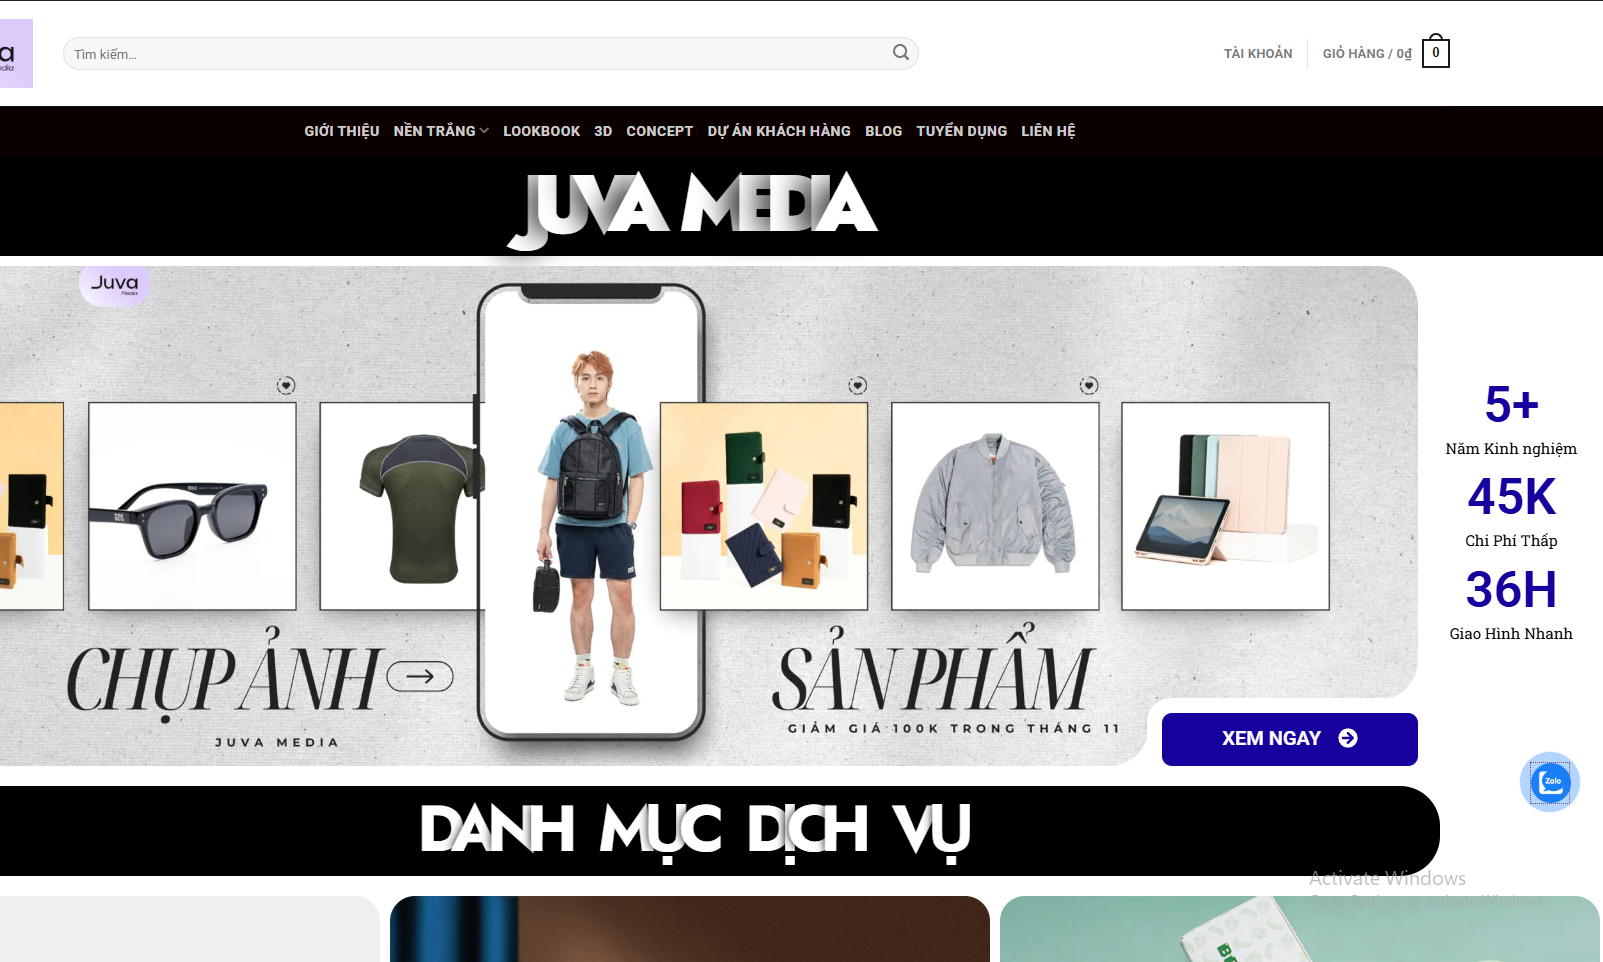 a
edia
Tìm kiếm...
TÀI KHOẢN
GIỎ HÀNG / 0₫
0
GIỚI THIỆU
NỀN TRẮNG
LOOKBOOK
3D
CONCEPT
DỰ ÁN KHÁCH HÀNG
BLOG
TUYỂN DỤNG
LIÊN HỆ
JUVA MEDIA
Juva
Media
5+
Năm Kinh nghiệm
45K
Chi Phí Thấp
36H
Giao Hình Nhanh
CHỤP ẢNH
SẢN PHẨM
JUVA MEDIA
GIẢM GIÁ 100K TRONG THÁNG 11
XEM NGAY
Zalo
DANH MỤC DỊCH VỤ
Activate Windows
Go to Settings to activate Windows.